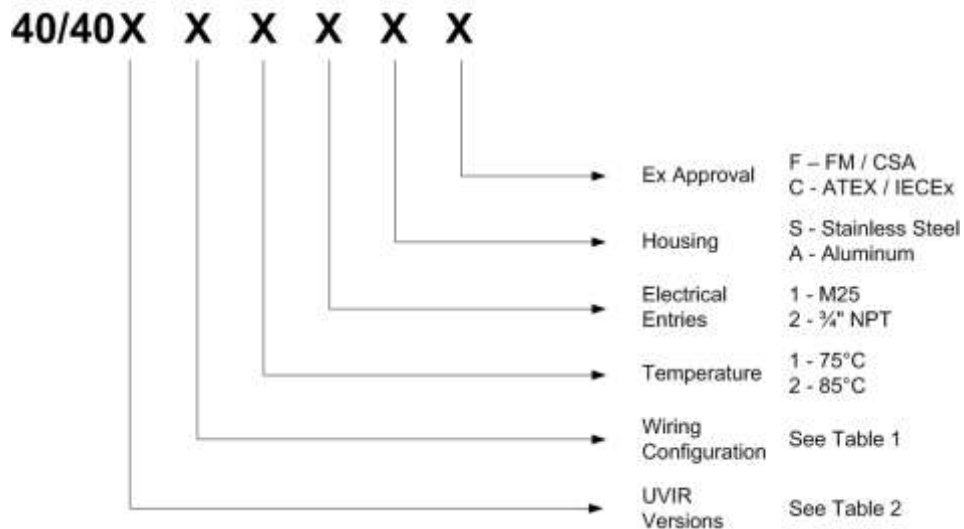 40/40X X X X X X
Ex Approval
F – FM / CSA
C - ATEX / IECEx
Housing
S - Stainless Steel
A - Aluminum
Electrical
Entries
1 - M25
2 - ¾" NPT
Temperature
1 - 75°C
2 - 85°C
Wiring
Configuration
See Table 1
UVIR
Versions
See Table 2